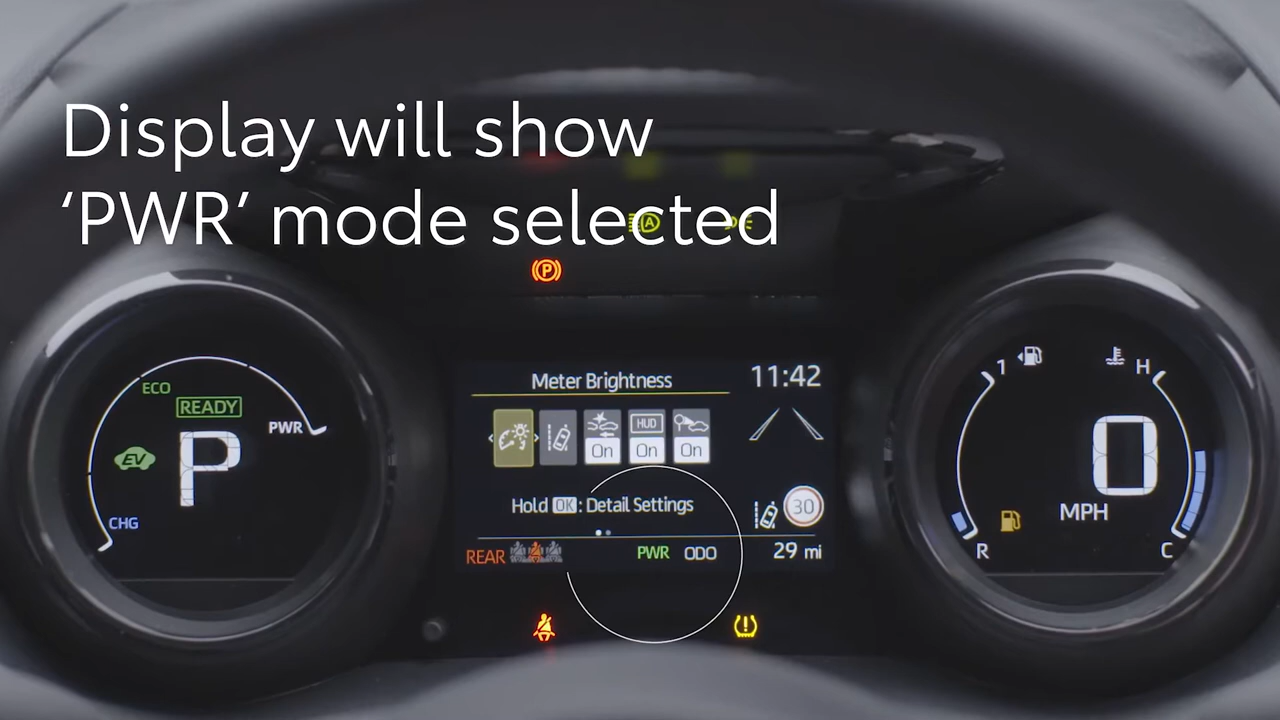 Display will show
‘PWR’ mode selected
A
P
ECO
READY
PWR
EV
P
CHG
Meter Brightness
11:42
HUD
On On On
Hold OK : Detail Settings
30
REAR
PWR ODO 29 mi
1
H
0
MPH
R
C